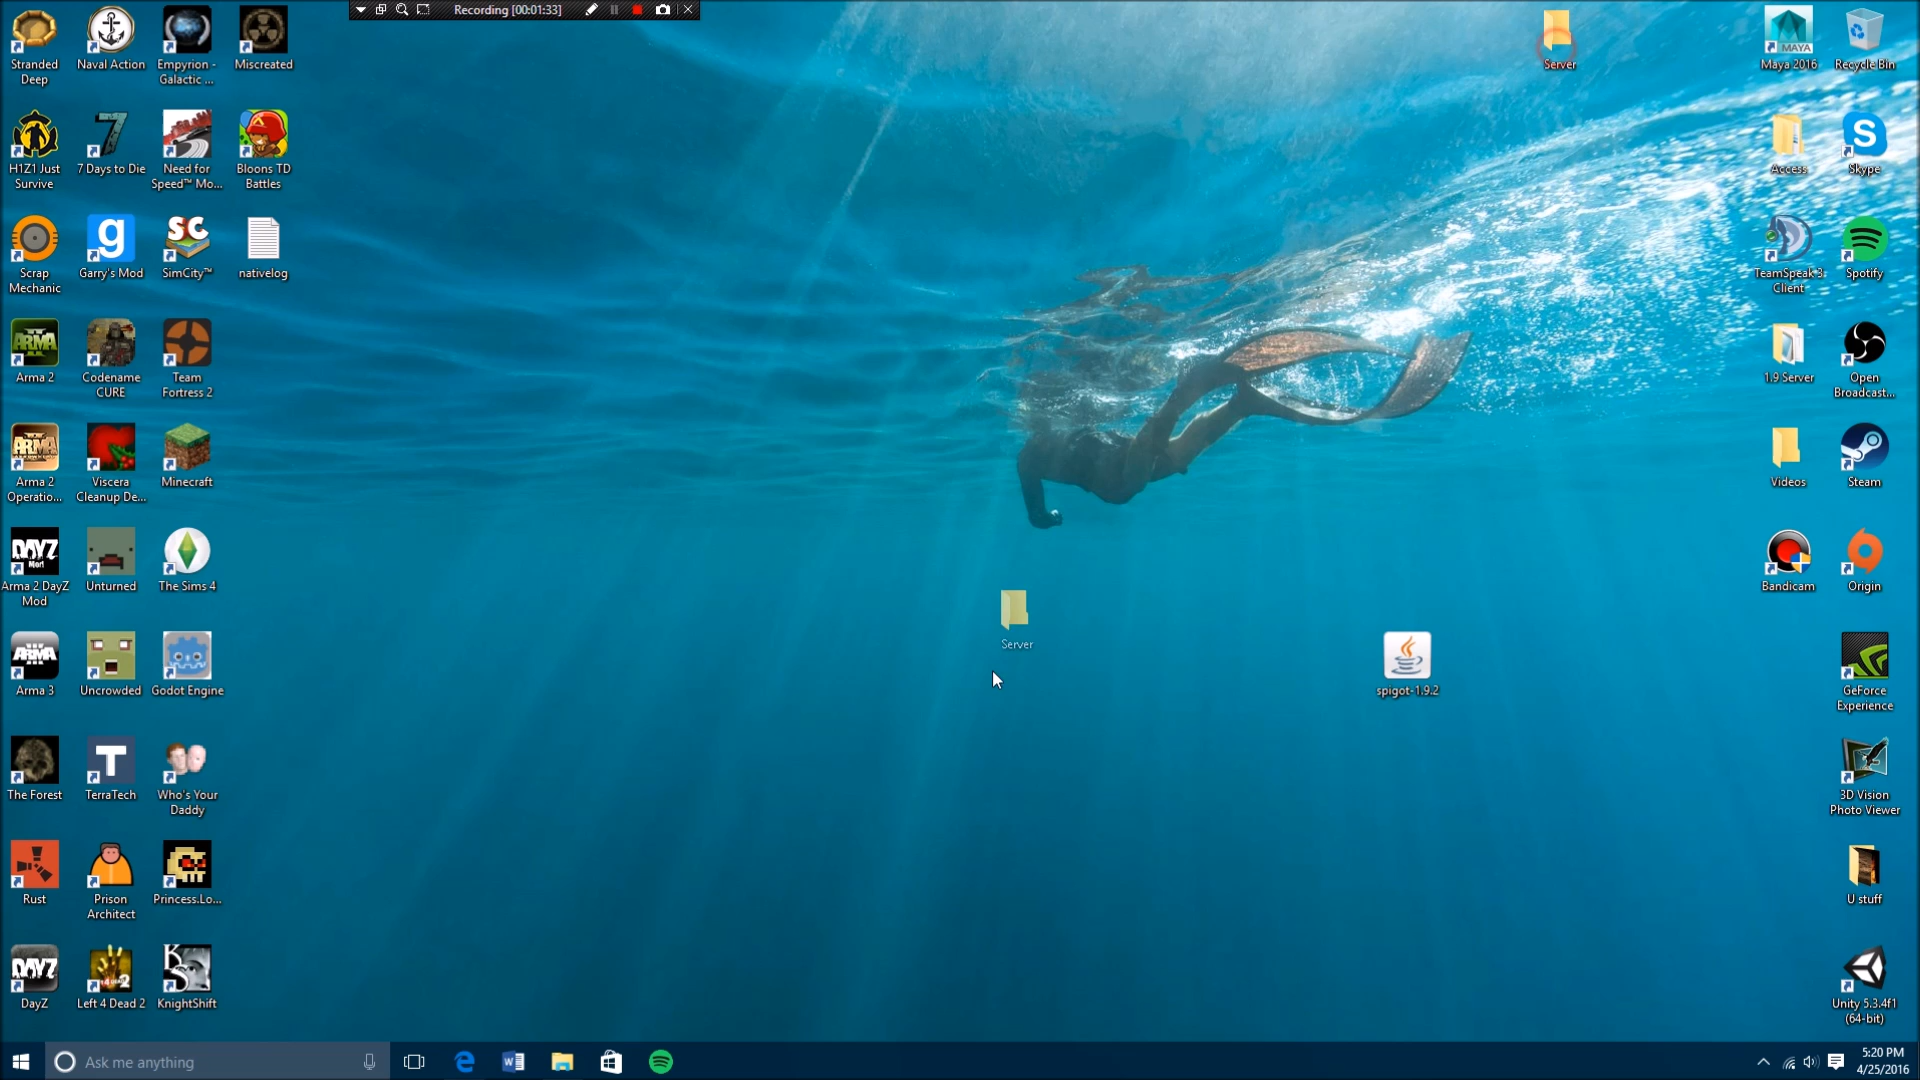 Recording [00:01:33]
Stranded
Deep
Naval Action
Empyrion -
Galactic ...
Miscreated
H1Z1 Just
Survive
7 Days to Die
Need for
Speed™ Mo...
Bloons TD
Battles
Scrap
Mechanic
Garry's Mod
SimCity™
nativelog
Arma 2
Codename
CURE
Team
Fortress 2
Arma 2
Operatio...
Viscera
Cleanup De...
Minecraft
Arma 2 DayZ
Mod
Unturned
The Sims 4
Arma 3
Uncrowded
Godot Engine
The Forest
TerraTech
Who's Your
Daddy
Rust
Prison
Architect
Princess.Lo...
DayZ
Left 4 Dead 2
KnightShift
Server
Server
spigot-1.9.2
MAYA
Maya 2016
Recycle Bin
Access
Skype
TeamSpeak 3
Client
Spotify
1.9 Server
Open
Broadcast...
Videos
Steam
Bandicam
Origin
GeForce
Experience
3D Vision
Photo Viewer
U stuff
Unity 5.3.4f1
(64-bit)
Ask me anything
5:20 PM
4/25/2016